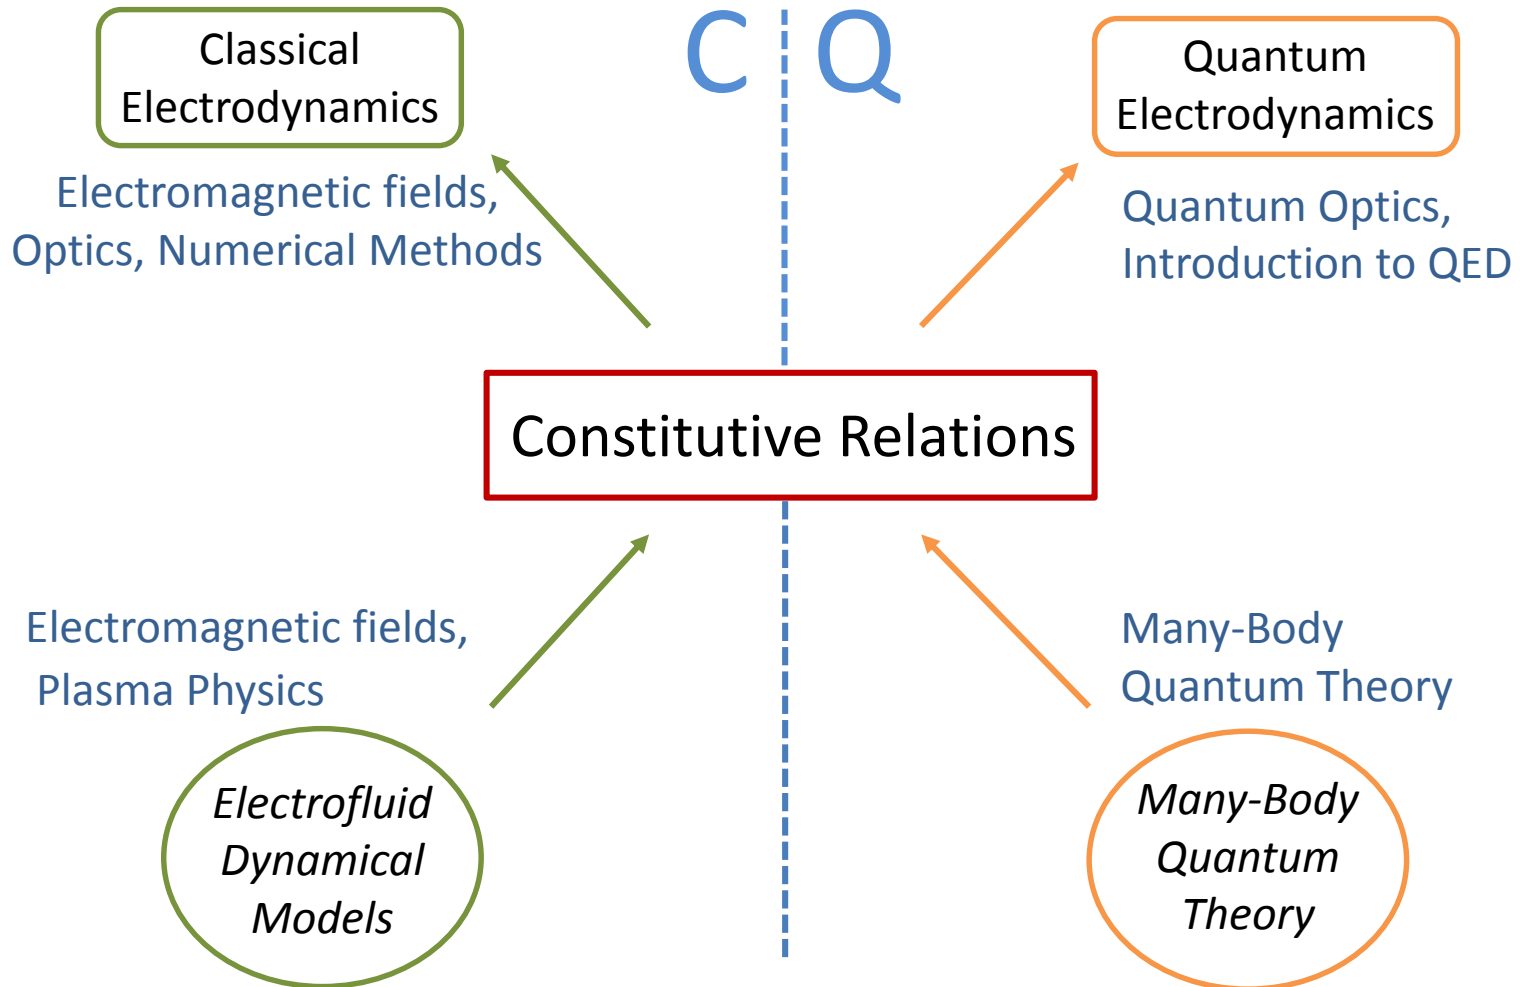 Classical
Electrodynamics
C Q
Quantum
Electrodynamics
Electromagnetic fields,
Optics, Numerical Methods
Quantum Optics,
Introduction to QED
Constitutive Relations
Electromagnetic fields,
Plasma Physics
Many-Body
Quantum Theory
Electrofluid
Dynamical
Models
Many-Body
Quantum
Theory